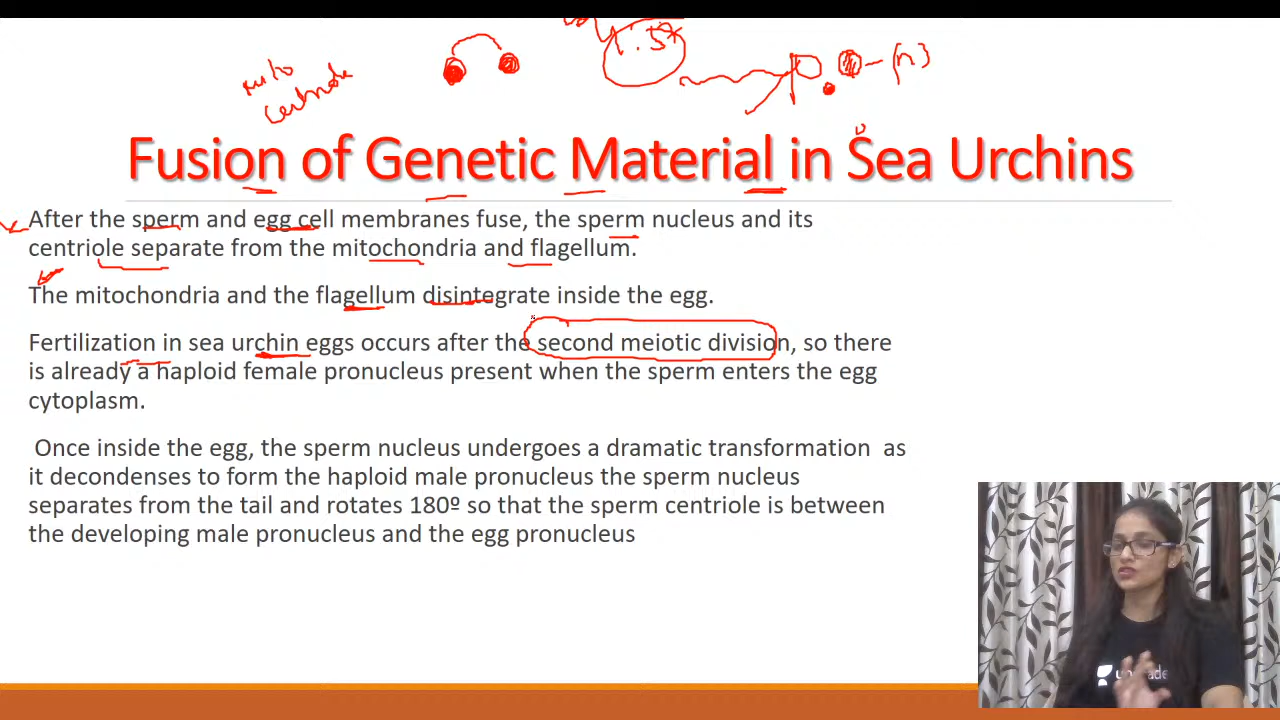 (n)
Fusion of Genetic Material in Sea Urchins
After the sperm and egg cell membranes fuse, the sperm nucleus and its
centriole separate from the mitochondria and flagellum.
The mitochondria and the flagellum disintegrate inside the egg.
Fertilization in sea urchin eggs occurs after the second meiotic division, so there
is already a haploid female pronucleus present when the sperm enters the egg
cytoplasm.
Once inside the egg, the sperm nucleus undergoes a dramatic transformation as
it decondenses to form the haploid male pronucleus the sperm nucleus
separates from the tail and rotates 180º so that the sperm centriole is between
the developing male pronucleus and the egg pronucleus